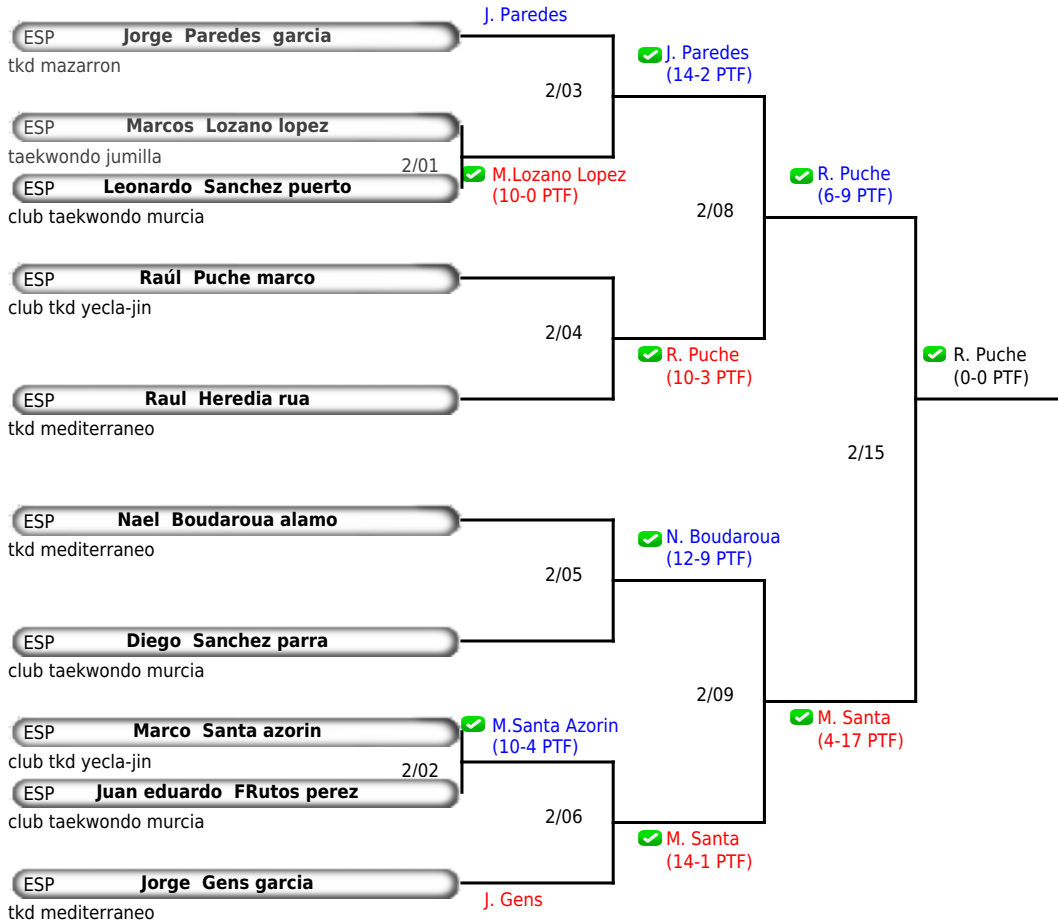 J. Paredes
ESP Jorge Paredes garcia
tkd mazarron
2/03
J. Paredes
(14-2 PTF)
ESP Marcos Lozano lopez
taekwondo jumilla
2/01
M.Lozano Lopez
(10-0 PTF)
ESP Leonardo Sanchez puerto
club taekwondo murcia
2/08
R. Puche
(6-9 PTF)
ESP Raúl Puche marco
club tkd yecla-jin
2/04
R. Puche
(10-3 PTF)
ESP Raul Heredia rua
tkd mediterraneo
R. Puche
(0-0 PTF)
2/15
ESP Nael Boudaroua alamo
tkd mediterraneo
2/05
N. Boudaroua
(12-9 PTF)
ESP Diego Sanchez parra
club taekwondo murcia
2/09
M. Santa
(4-17 PTF)
ESP Marco Santa azorin
club tkd yecla-jin
2/02
M.Santa Azorin
(10-4 PTF)
ESP Juan eduardo FRutos perez
club taekwondo murcia
2/06
M. Santa
(14-1 PTF)
ESP Jorge Gens garcia
tkd mediterraneo
J. Gens